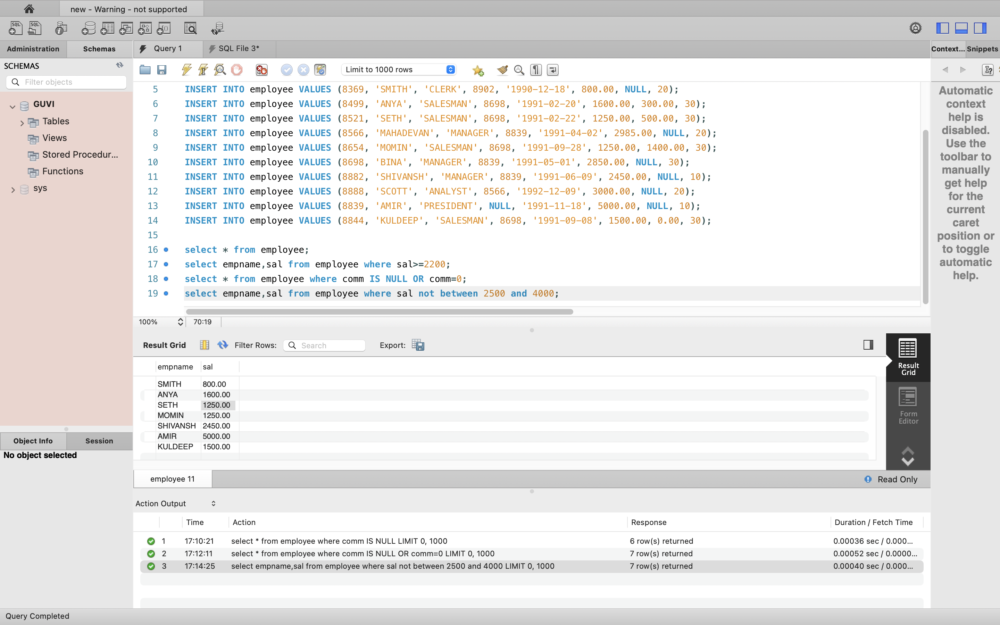 new - Warning - not supported
Administration
Schemas
Query 1
SQL File 3*
Context...
Snippets
SCHEMAS
Limit to 1000 rows
Filter objects
GUVI
Tables
Views
Stored Procedur...
Functions
sys
5 INSERT INTO employee VALUES (8369, 'SMITH', 'CLERK', 8902, '1990-12-18', 800.00, NULL, 20);
6 INSERT INTO employee VALUES (8499, 'ANYA', 'SALESMAN', 8698, '1991-02-20', 1600.00, 300.00, 30);
7 INSERT INTO employee VALUES (8521, 'SETH', 'SALESMAN', 8698, '1991-02-22', 1250.00, 500.00, 30);
8 INSERT INTO employee VALUES (8566, 'MAHADEVAN', 'MANAGER', 8839, '1991-04-02', 2985.00, NULL, 20);
9 INSERT INTO employee VALUES (8654, 'MOMIN', 'SALESMAN', 8698, '1991-09-28', 1250.00, 1400.00, 30);
10 INSERT INTO employee VALUES (8698, 'BINA', 'MANAGER', 8839, '1991-05-01', 2850.00, NULL, 30);
11 INSERT INTO employee VALUES (8882, 'SHIVANSH', 'MANAGER', 8839, '1991-06-09', 2450.00, NULL, 10);
12 INSERT INTO employee VALUES (8888, 'SCOTT', 'ANALYST', 8566, '1992-12-09', 3000.00, NULL, 20);
13 INSERT INTO employee VALUES (8839, 'AMIR', 'PRESIDENT', NULL, '1991-11-18', 5000.00, NULL, 10);
14 INSERT INTO employee VALUES (8844, 'KULDEEP', 'SALESMAN', 8698, '1991-09-08', 1500.00, 0.00, 30);
15
16 select * from employee;
17 select empname,sal from employee where sal>=2200;
18 select * from employee where comm IS NULL OR comm=0;
19 select empname,sal from employee where sal not between 2500 and 4000;
Automatic
context
help is
disabled.
Use the
toolbar to
manually
get help
for the
current
caret
position or
to toggle
automatic
help.
100%
70:19
Result Grid
Filter Rows:
Search
Export:
empname sal
SMITH 800.00
ANYA 1600.00
SETH 1250.00
MOMIN 1250.00
SHIVANSH 2450.00
AMIR 5000.00
KULDEEP 1500.00
Result
Grid
Form
Editor
Object Info
Session
No object selected
employee 11
Read Only
Action Output
Time Action Response Duration / Fetch Time
1 17:10:21 select * from employee where comm IS NULL LIMIT 0, 1000 6 row(s) returned 0.00036 sec / 0.000...
2 17:12:11 select * from employee where comm IS NULL OR comm=0 LIMIT 0, 1000 7 row(s) returned 0.00052 sec / 0.0000...
3 17:14:25 select empname,sal from employee where sal not between 2500 and 4000 LIMIT 0, 1000 7 row(s) returned 0.00040 sec / 0.000...
Query Completed